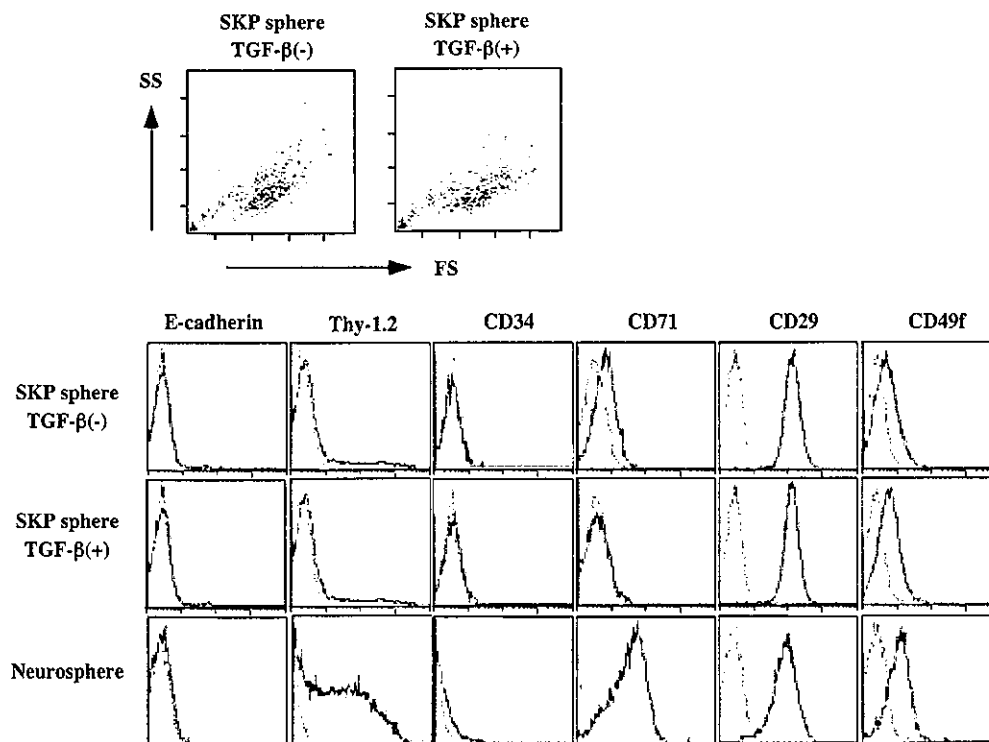 SKP sphere
TGF-β(-)
SKP sphere
TGF-β(+)
SS
FS
E-cadherin
Thy-1.2
CD34
CD71
CD29
CD49f
SKP sphere
TGF-β(-)
SKP sphere
TGF-β(+)
Neurosphere